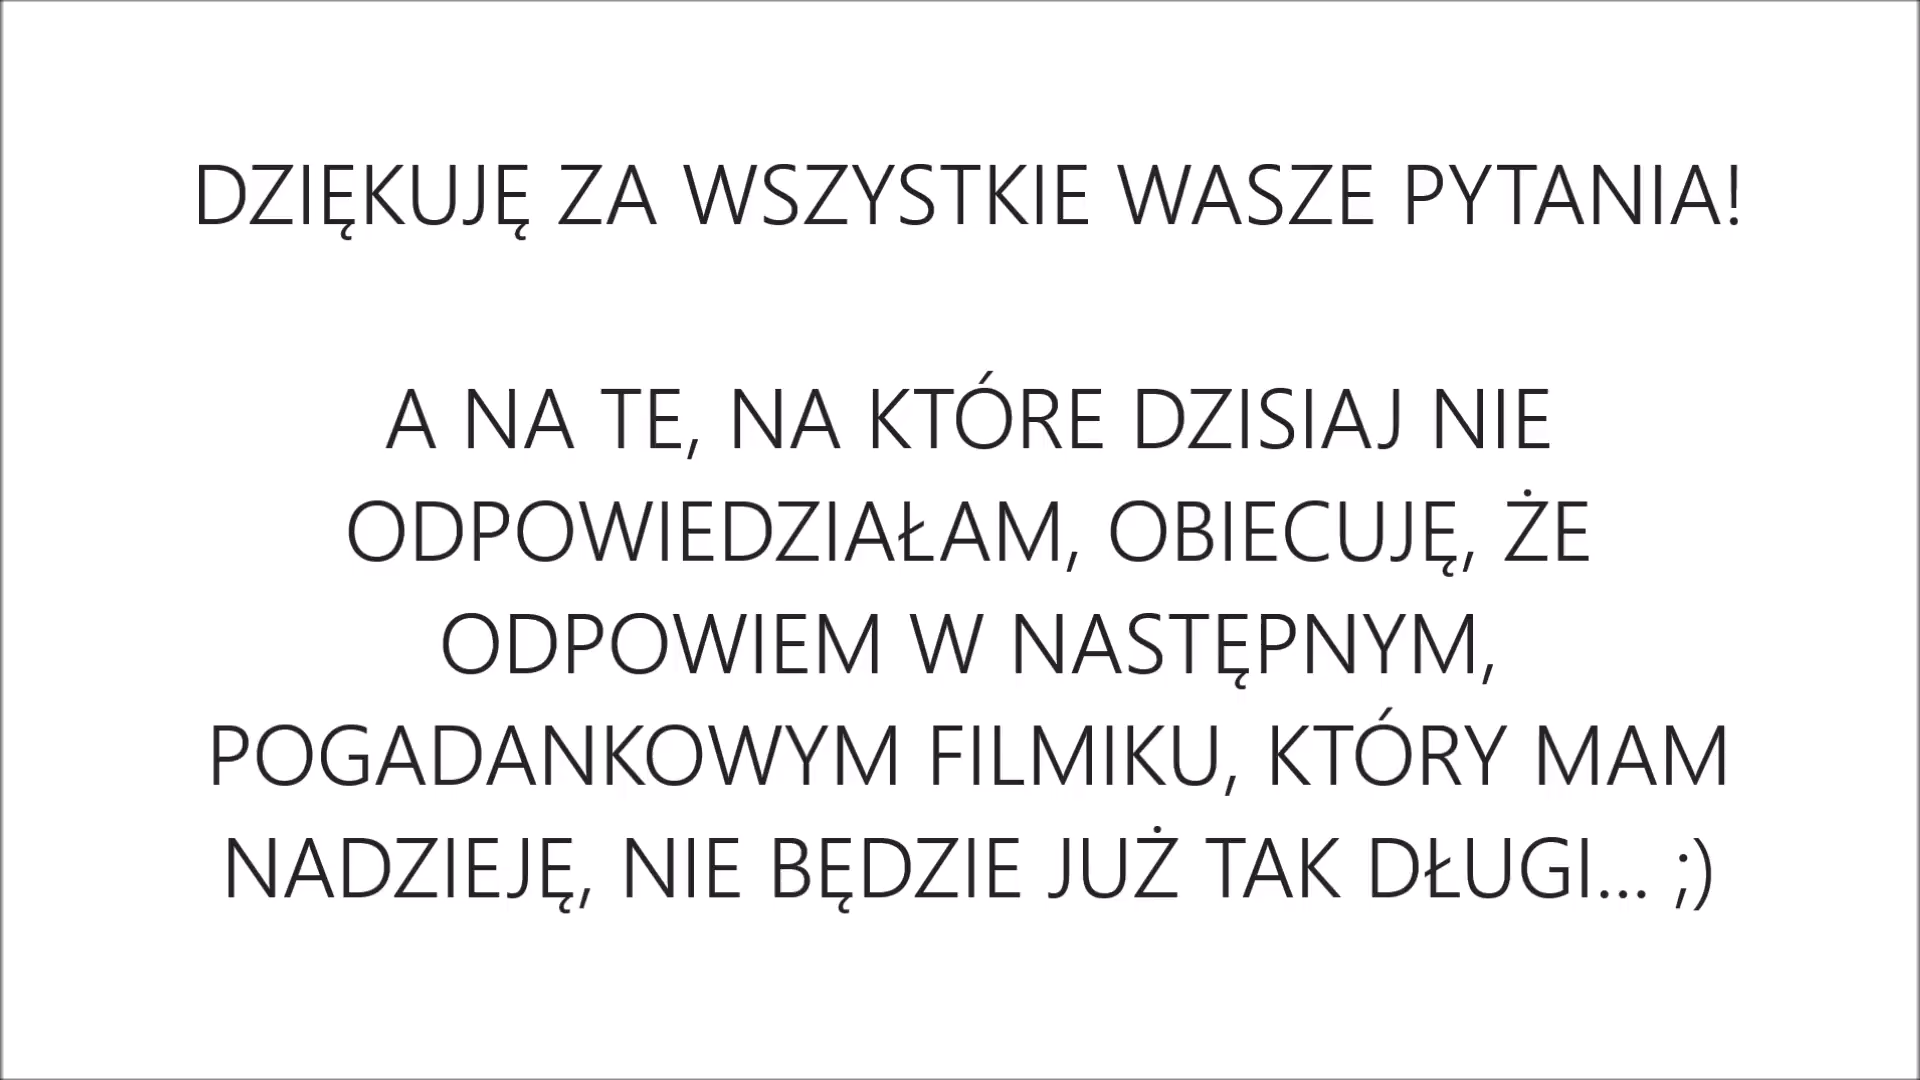 DZIĘKUJĘ ZA WSZYSTKIE WASZE PYTANIA!
A NA TE, NA KTÓRE DZISIAJ NIE
ODPOWIEDZIAŁAM, OBIECUJĘ, ŻE
ODPOWIEM W NASTĘPNYM,
POGADANKOWYM FILMIKU, KTÓRY MAM
NADZIEJĘ, NIE BĘDZIE JUŻ TAK DŁUGI... ;)